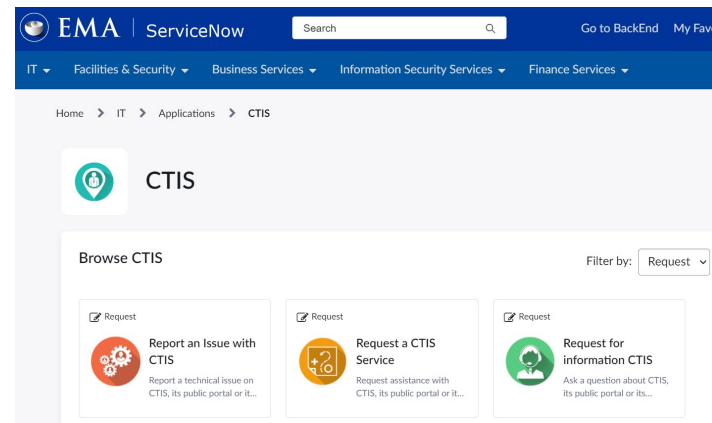 EMA ServiceNow Search Go to BackEnd My Fav
IT Facilities & Security Business Services Information Security Services Finance Services
Home > IT > Applications > CTIS
CTIS
Browse CTIS Filter by: Request
Request Request Request
Report an Issue with
CTIS
Report a technical issue on
CTIS, its public portal or it...
Request a CTIS
Service
Request assistance with
CTIS, its public portal or it...
Request for
information CTIS
Ask a question about CTIS,
its public portal or its...